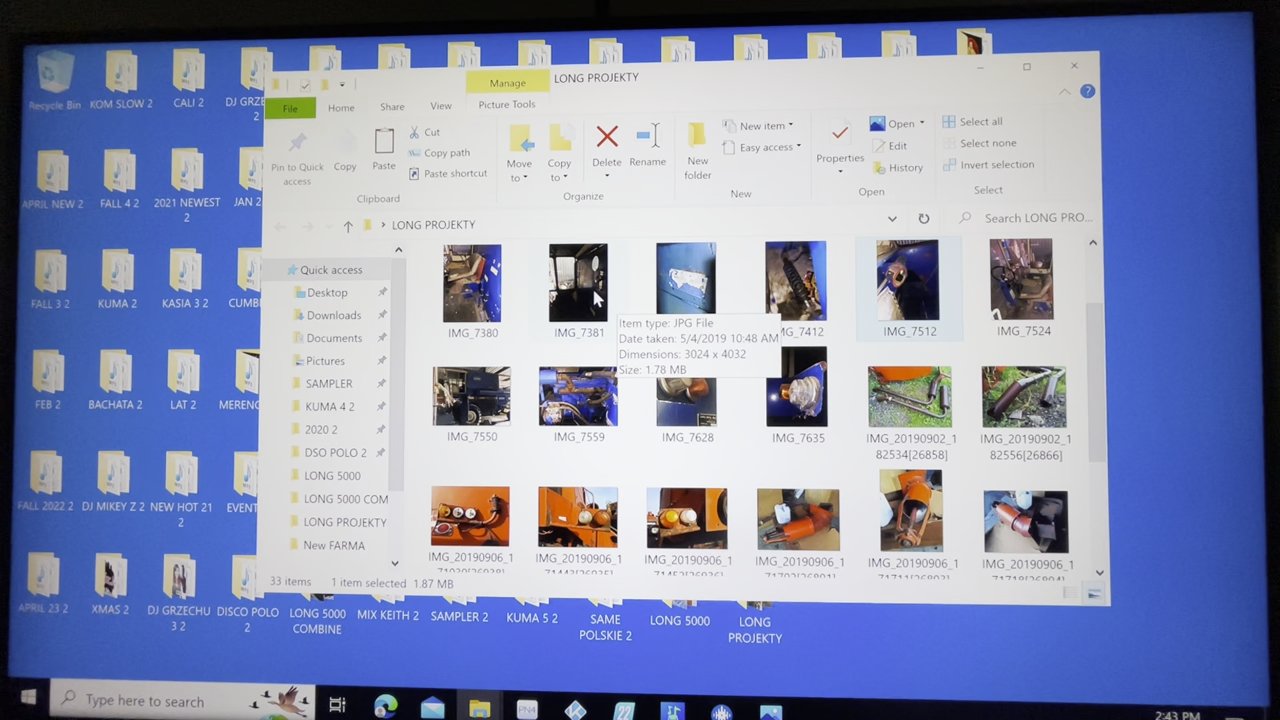 Manage
LONG PROJEKTY
File
Home
Share
View
Picture Tools
Pin to Quick
access
Copy
Paste
Cut
Copy path
Paste shortcut
Clipboard
Move
to
Copy
to
Delete
Rename
Organize
New
folder
New item
Easy access
New
Properties
Open
Edit
History
Open
Select all
Select none
Invert selection
Select
LONG PROJEKTY
Search LONG PRO...
Quick access
Desktop
Downloads
Documents
Pictures
SAMPLER
KUMA 4 2
2020 2
DSO POLO 2
LONG 5000
LONG 5000 COM
LONG PROJEKTY
New FARMA
IMG_7380
IMG_7381
MG_7412
IMG_7512
IMG_7524
Item type: JPG File
Date taken: 5/4/2019 10:48 AM
Dimensions: 3024 x 4032
Size: 1.78 MB
IMG_7550
IMG_7559
IMG_7628
IMG_7635
IMG_20190902_1
82534[26858]
IMG_20190902_1
82556[26866]
IMG_20190906_1
IMG_20190906_1
IMG_20190906_1
IMG_20190906_1
IMG_20190906_1
IMG_20190906_1
33 items
1 item selected 1.87 MB
Recycle Bin
KOM SLOW 2
CALI 2
DJ GRZE
2
APRIL NEW 2
FALL 4 2
2021 NEWEST
2
JAN 2
FALL 3 2
KUMA 2
KASIA 3 2
CUMB
FEB 2
BACHATA 2
LAT 2
MERENG
FALL 2022 2
DJ MIKEY Z 2
NEW HOT 21
2
EVENT
APRIL 23 2
XMAS 2
DJ GRZECHU
3 2
DISCO POLO
2
LONG 5000
COMBINE
MIX KEITH 2
SAMPLER 2
KUMA 5 2
SAME
POLSKIE 2
LONG 5000
LONG
PROJEKTY
Type here to search
PN4
22
2:43 PM